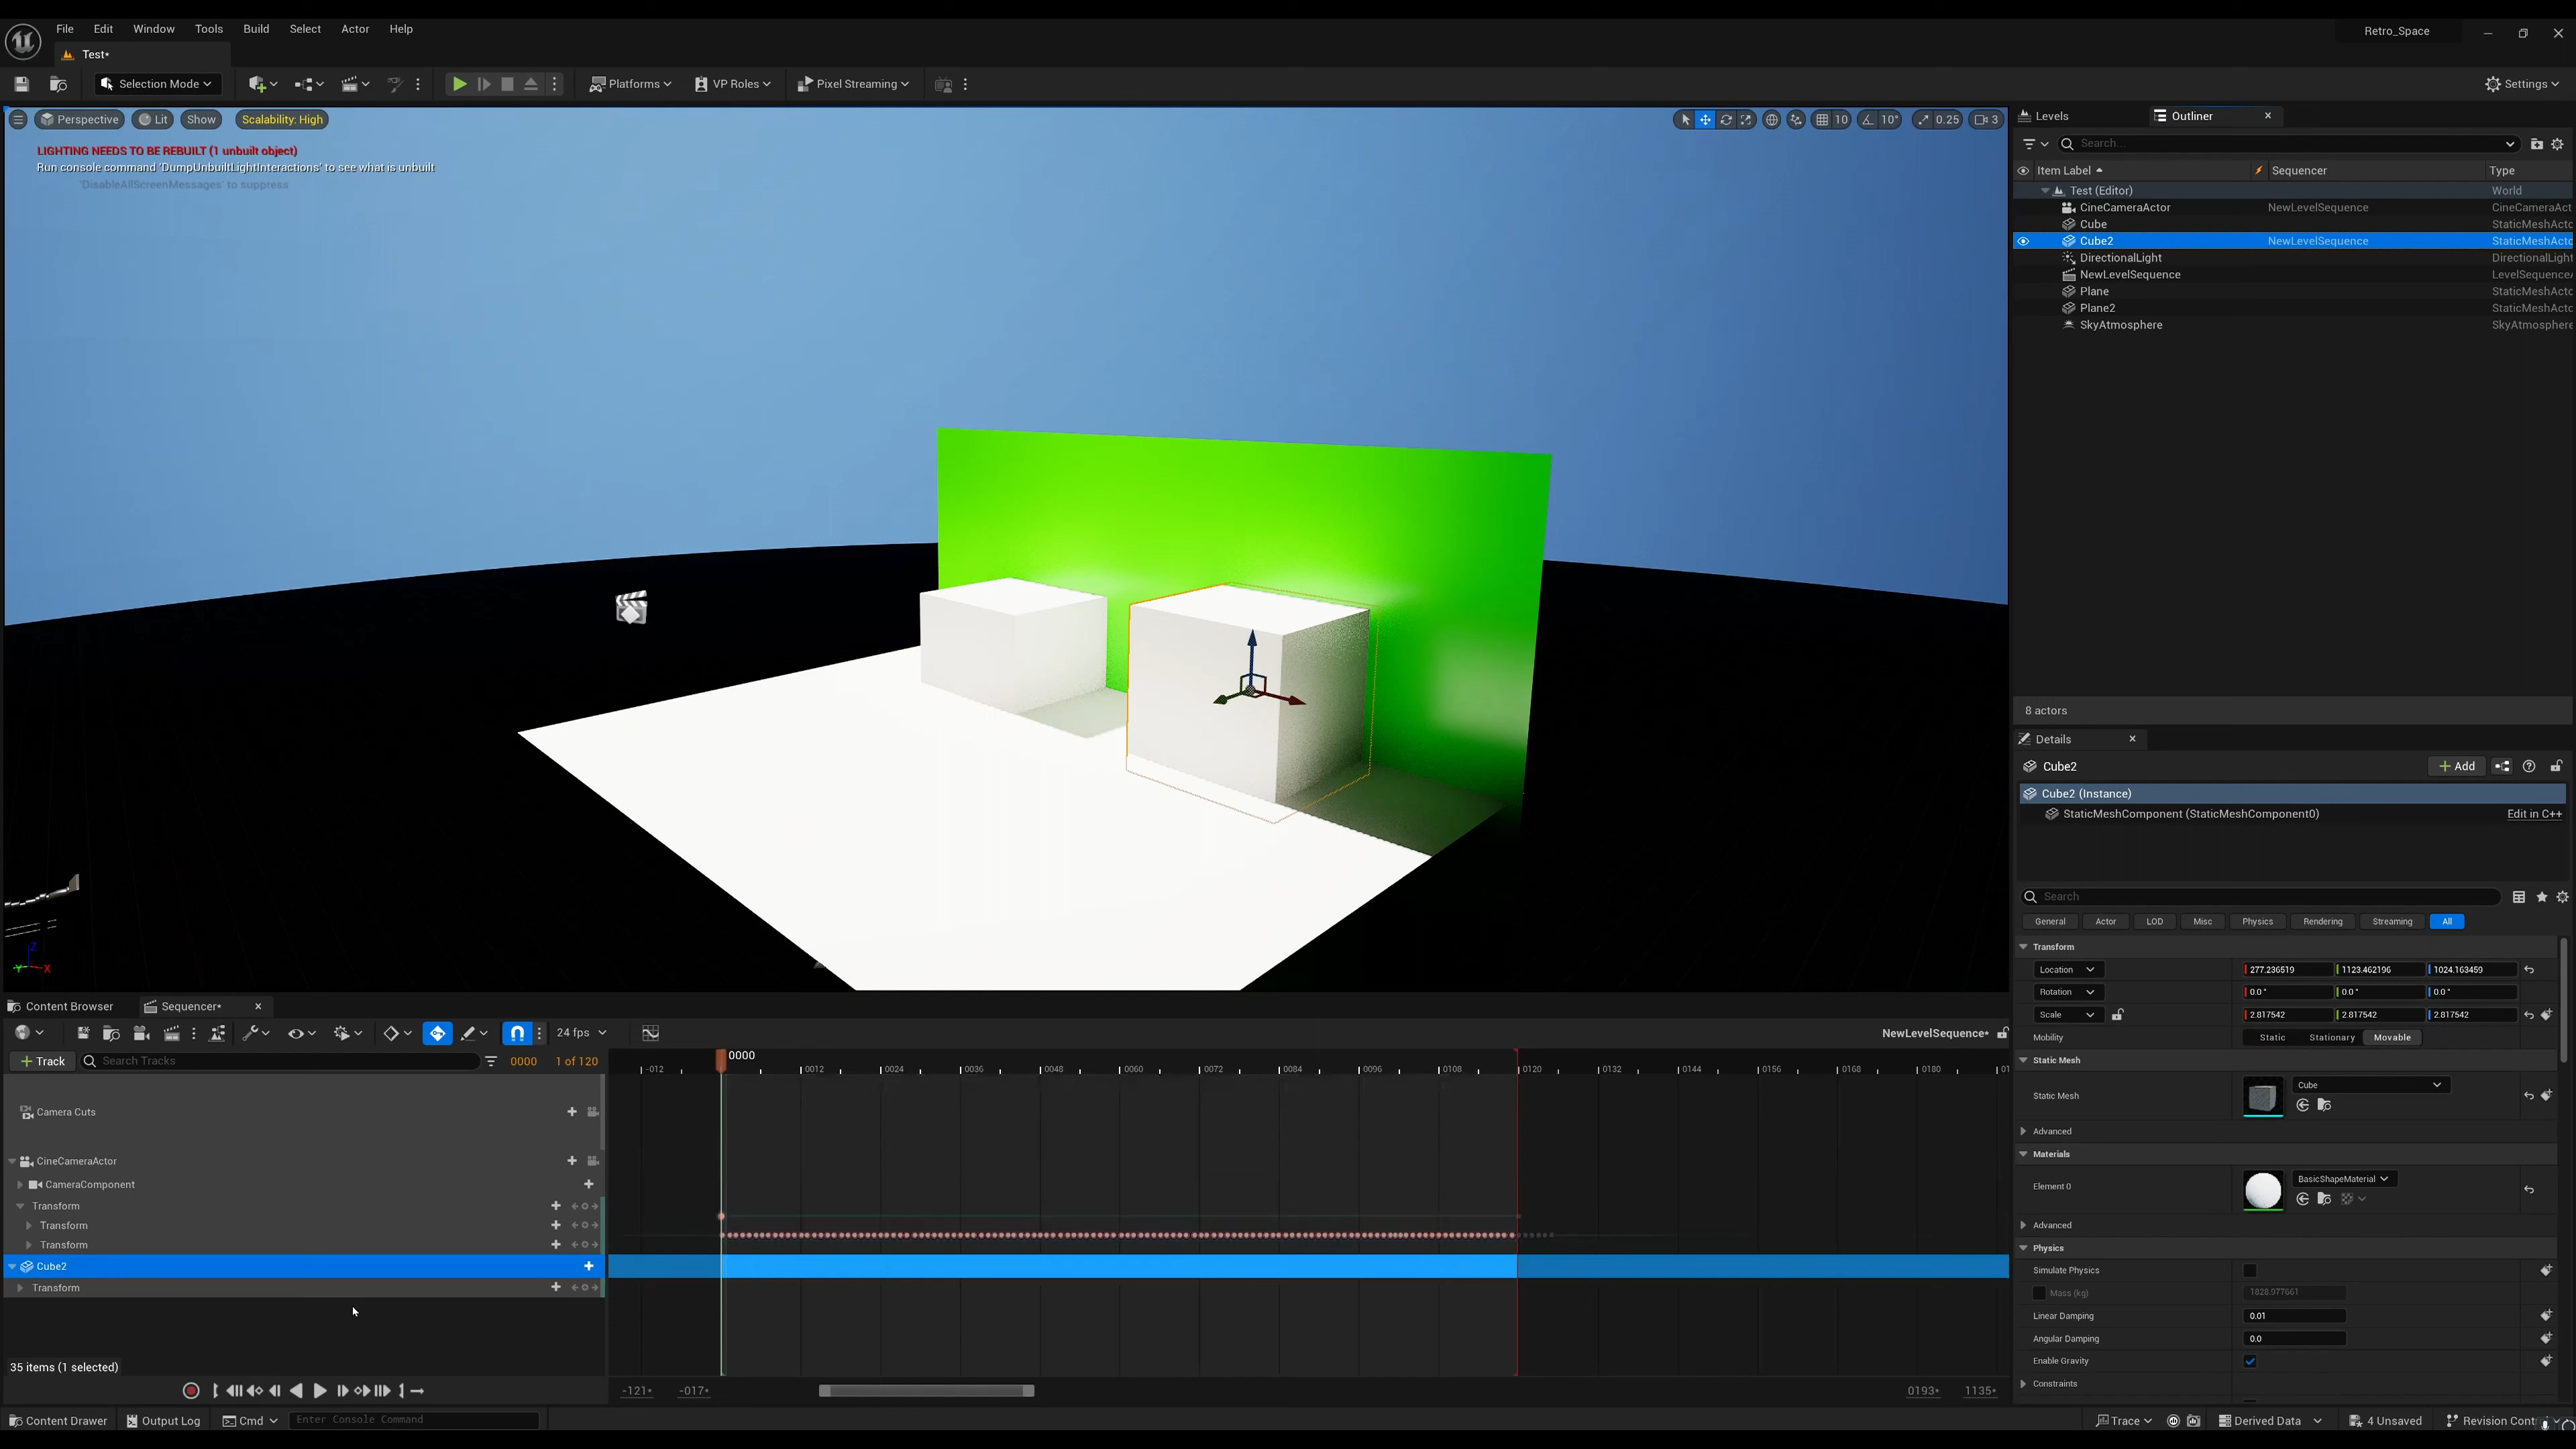 File Edit Window Tools Build Select Actor Help
Retro_Space
Test*
Selection Mode
Platforms
VP Roles
Pixel Streaming
Settings
Perspective
Lit
Show
Scalability: High
10
10°
0.25
3
LIGHTING NEEDS TO BE REBUILT (1 unbuilt object)
Run console command 'DumpUnbuiltLightInteractions' to see what is unbuilt
'DisableAllScreenMessages' to suppress
Z
Y
X
Levels
Outliner
Search...
Item Label
Sequencer
Type
Test (Editor) World
CineCameraActor NewLevelSequence CineCameraAct
Cube StaticMeshActo
Cube2 NewLevelSequence StaticMeshActo
DirectionalLight DirectionalLight
NewLevelSequence LevelSequence
Plane StaticMeshActo
Plane2 StaticMeshActo
SkyAtmosphere SkyAtmosphere
8 actors
Details
Cube2
Add
Cube2 (Instance)
StaticMeshComponent (StaticMeshComponent0)
Edit in C++
Search
General Actor LOD Misc Physics Rendering Streaming All
Transform
Location 277.236519 1123.462196 1024.163459
Rotation 0.0° 0.0° 0.0°
Scale 2.817542 2.817542 2.817542
Mobility Static Stationary Movable
Static Mesh
Static Mesh Cube
Advanced
Materials
Element 0 BasicShapeMaterial
Advanced
Physics
Simulate Physics
Mass (kg) 1828.977661
Linear Damping 0.01
Angular Damping 0.0
Enable Gravity
Constraints
Content Browser
Sequencer*
24 fps
NewLevelSequence*
Track
Search Tracks
0000
1 of 120
0000
-012 0012 0024 0036 0048 0060 0072 0084 0096 0108 0120 0132 0144 0156 0168 0180 01
Camera Cuts
CineCameraActor
CameraComponent
Transform
Transform
Transform
Cube2
Transform
35 items (1 selected)
-121* -017* 0193* 1135*
Content Drawer
Output Log
Cmd
Enter Console Command
Trace
Derived Data
4 Unsaved
Revision Cont